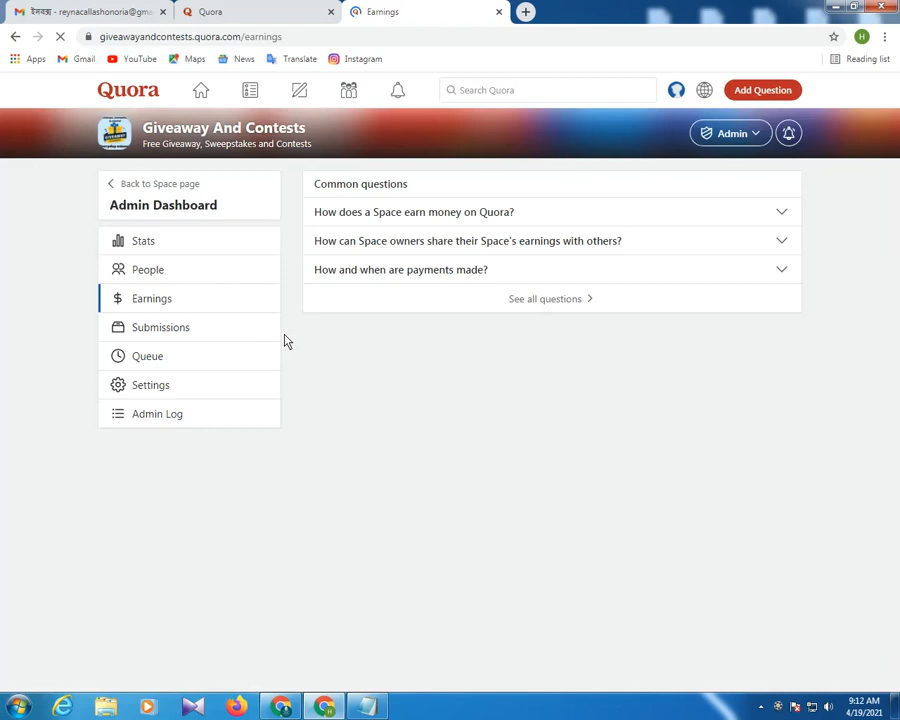 ইনবক্স - reynacallashonoria@gma
Quora
Earnings
giveawayandcontests.quora.com/earnings
Apps Gmail YouTube Maps News Translate Instagram Reading list
Quora Search Quora Add Question
Giveaway And Contests
Free Giveaway, Sweepstakes and Contests
Admin
Back to Space page
Admin Dashboard
Stats
People
Earnings
Submissions
Queue
Settings
Admin Log
Common questions
How does a Space earn money on Quora?
How can Space owners share their Space's earnings with others?
How and when are payments made?
See all questions
9:12 AM
4/19/2021